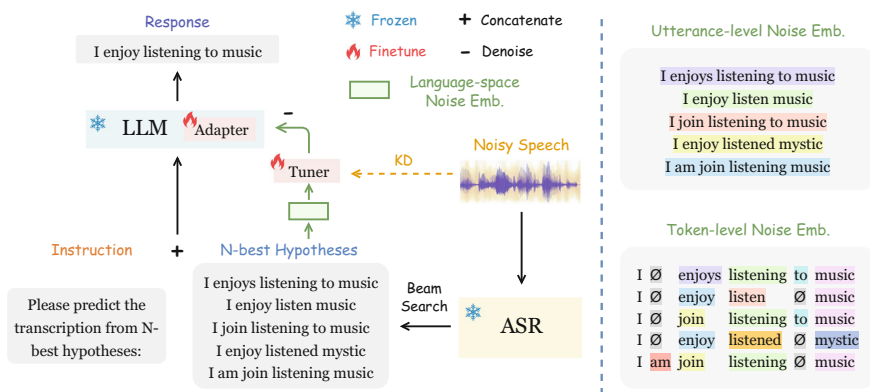 Response
I enjoy listening to music
Frozen
Finetune
+ Concatenate
- Denoise
Language-space
Noise Emb.
LLM
Adapter
-
Tuner
KD
Noisy Speech
Instruction
+
N-best Hypotheses
Please predict the
transcription from N-
best hypotheses:
I enjoys listening to music
I enjoy listen music
I join listening to music
I enjoy listened mystic
I am join listening music
Beam
Search
ASR
Utterance-level Noise Emb.
I enjoys listening to music
I enjoy listen music
I join listening to music
I enjoy listened mystic
I am join listening music
Token-level Noise Emb.
I Ø enjoys listening to music
I Ø enjoy listen Ø music
I Ø join listening to music
I Ø enjoy listened Ø mystic
I am join listening Ø music